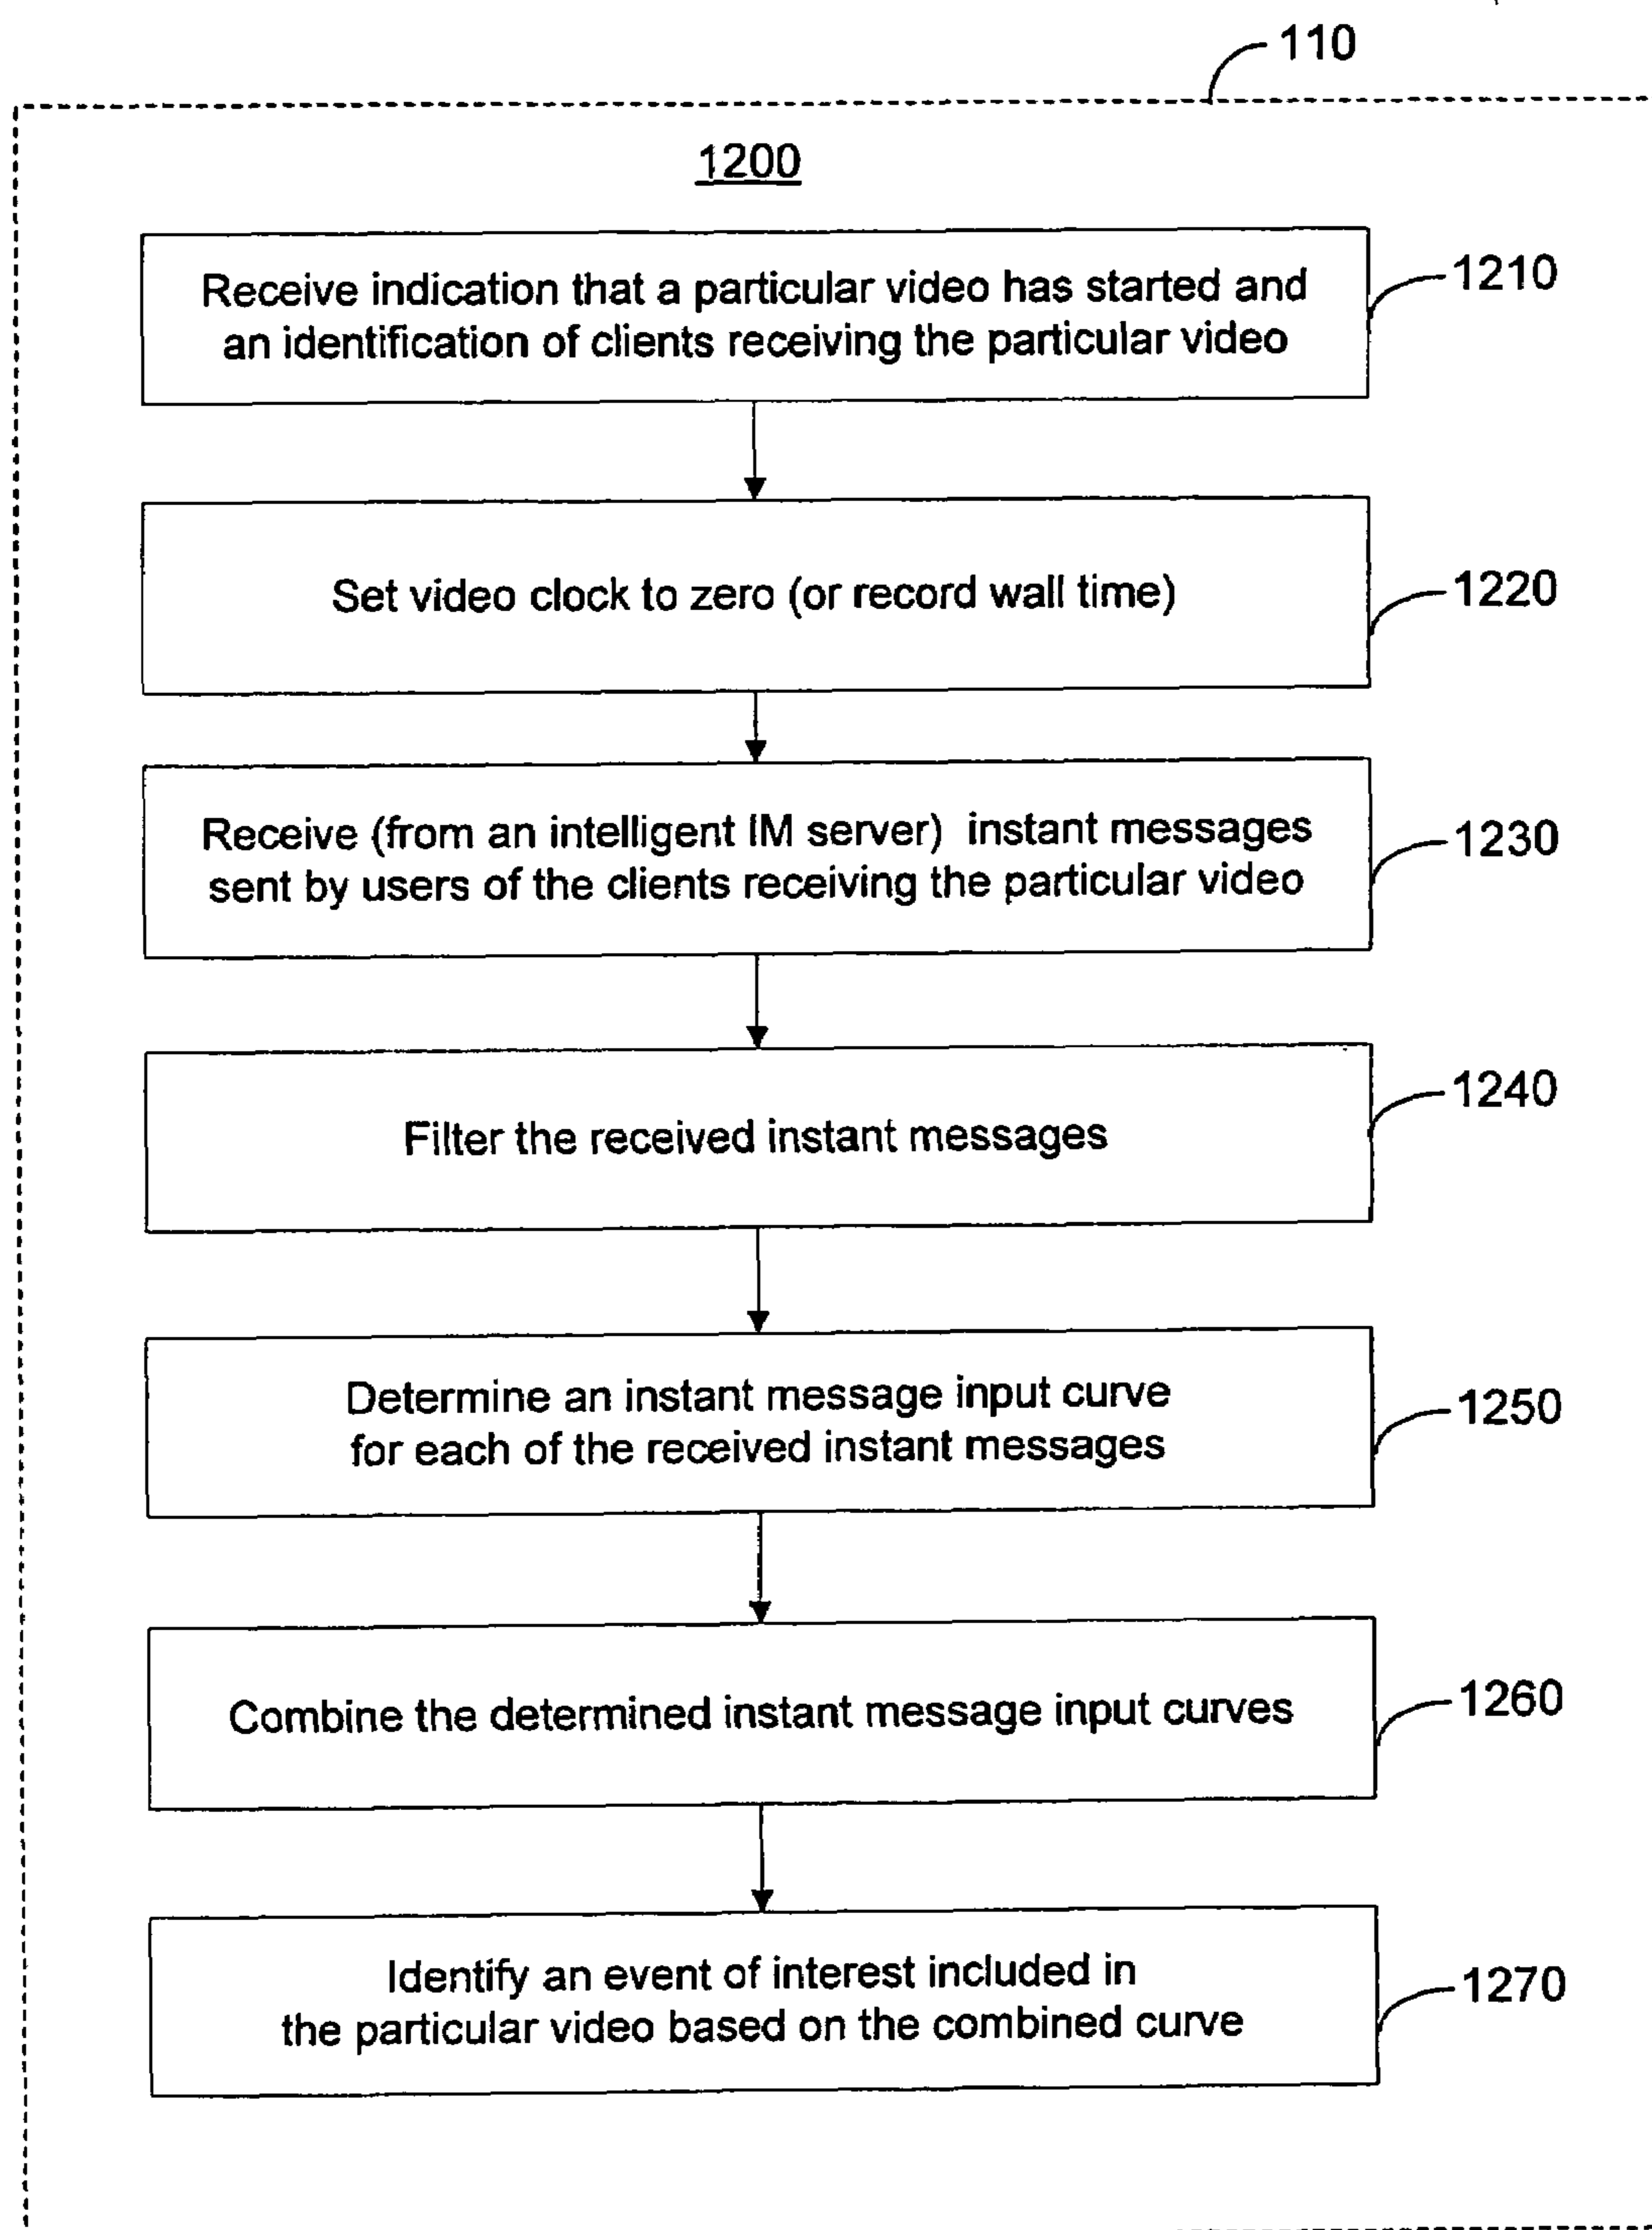 110
1200
Receive indication that a particular video has started and
an identification of clients receiving the particular video
1210
Set video clock to zero (or record wall time)
1220
Receive (from an intelligent IM server) instant messages
sent by users of the clients receiving the particular video
1230
Filter the received instant messages
1240
Determine an instant message input curve
for each of the received instant messages
1250
Combine the determined instant message input curves
1260
Identify an event of interest included in
the particular video based on the combined curve
1270